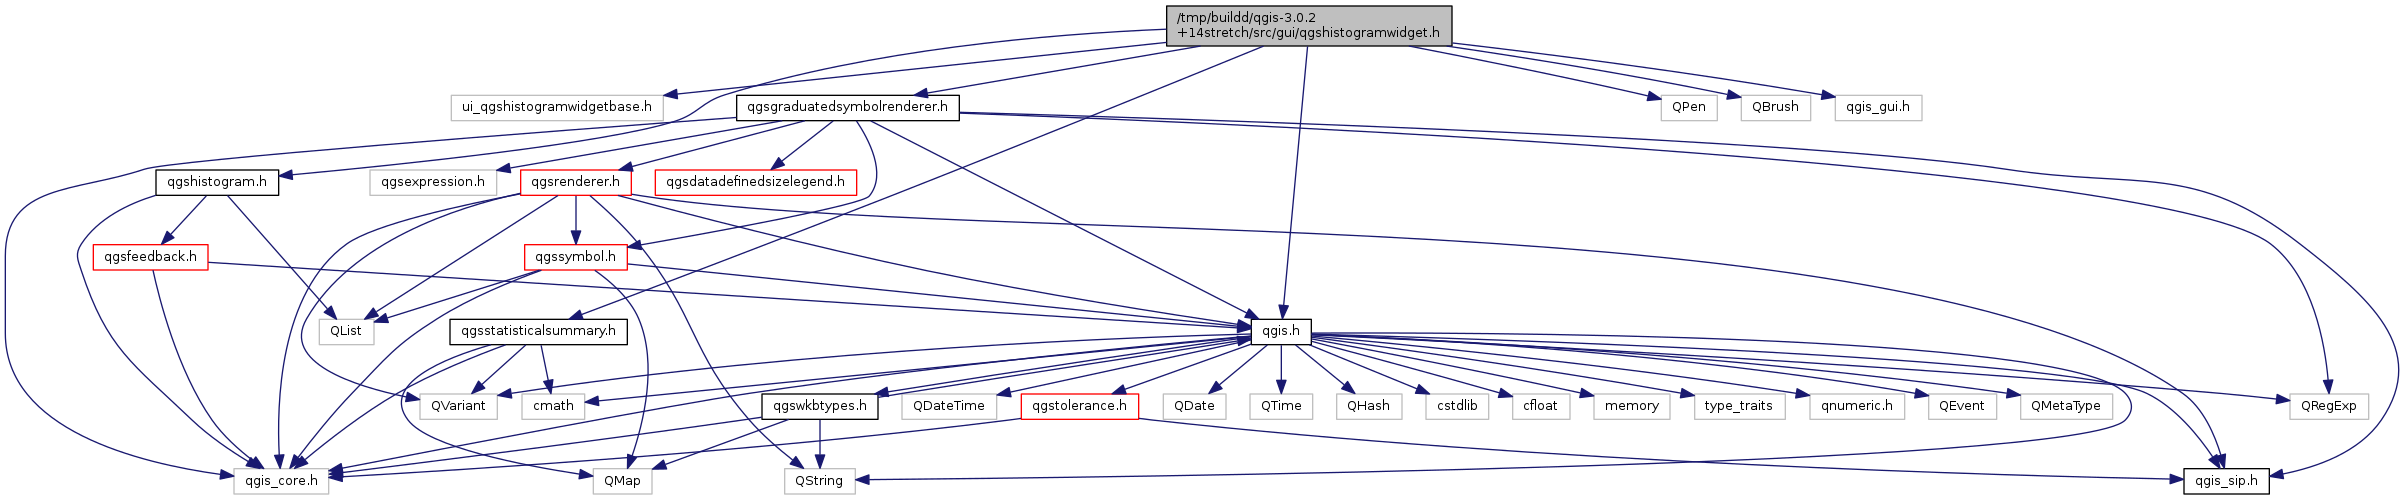 /tmp/buildd/qgis-3.0.2
+14stretch/src/gui/qgshistogramwidget.h
ui_qgshistogramwidgetbase.h
qgsgraduatedsymbolrenderer.h
QPen
QBrush
qgis_gui.h
qgshistogram.h
qgsexpression.h
qgsrenderer.h
qgsdatadefinedsizelegend.h
qgsfeedback.h
qgssymbol.h
QList
qgsstatisticalsummary.h
qgis.h
QVariant
cmath
qgswkbtypes.h
QDateTime
qgstolerance.h
QDate
QTime
QHash
cstdlib
cfloat
memory
type_traits
qnumeric.h
QEvent
QMetaType
QRegExp
qgis_core.h
QMap
QString
qgis_sip.h